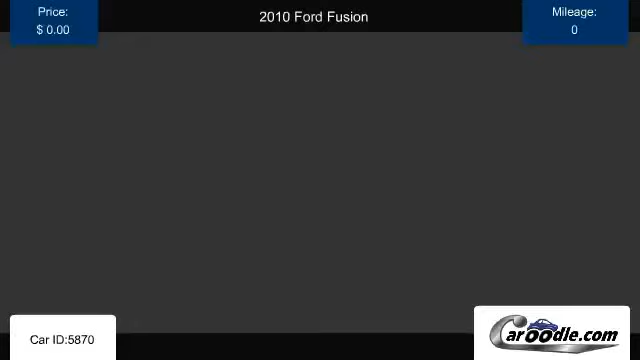 Price:
$ 0.00
2010 Ford Fusion
Mileage:
0
Car ID:5870
Caroodle.com